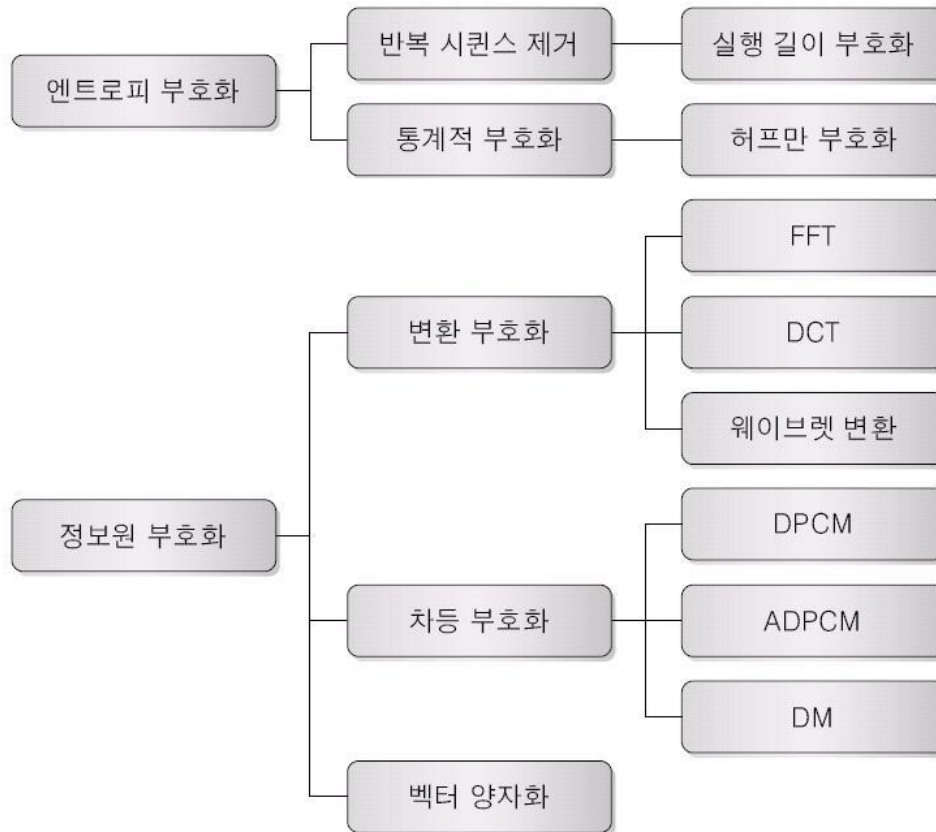 엔트로피 부호화
반복 시퀀스 제거
실행 길이 부호화
통계적 부호화
허프만 부호화
정보원 부호화
변환 부호화
FFT
DCT
웨이브렛 변환
차등 부호화
DPCM
ADPCM
DM
벡터 양자화